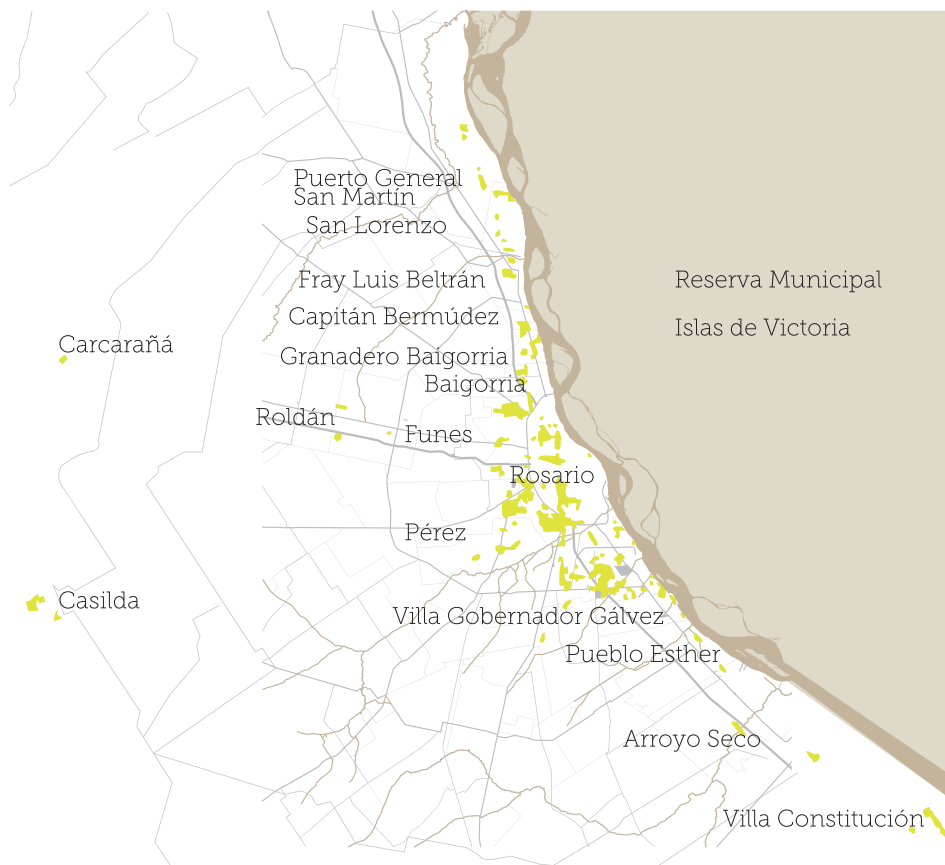 Puerto General
San Martín
San Lorenzo
Fray Luis Beltrán
Reserva Municipal
Capitán Bermúdez
Islas de Victoria
Carcarañá
Granadero Baigorria
Baigorria
Roldán
Funes
Rosario
Pérez
Casilda
Villa Gobernador Gálvez
Pueblo Esther
Arroyo Seco
Villa Constitución